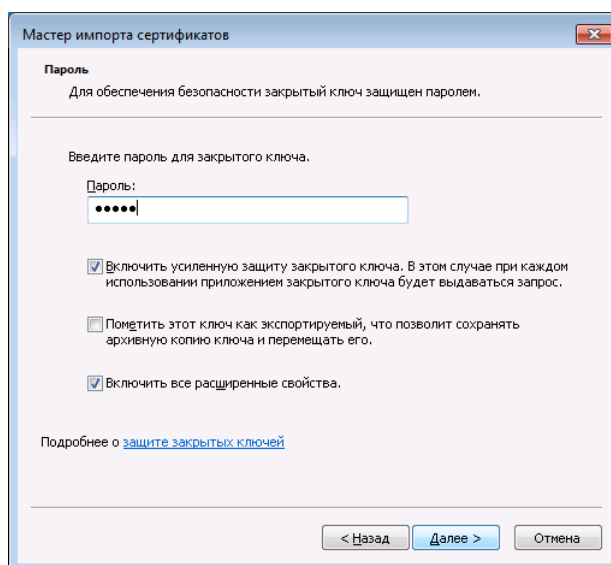 Мастер импорта сертификатов
Пароль
Для обеспечения безопасности закрытый ключ защищен паролем.
Введите пароль для закрытого ключа.
Пароль:
•••••
Включить усиленную защиту закрытого ключа. В этом случае при каждом
использовании приложением закрытого ключа будет выдаваться запрос.
Пометить этот ключ как экспортируемый, что позволит сохранять
архивную копию ключа и перемещать его.
Включить все расширенные свойства.
Подробнее о защите закрытых ключей
< Назад Далее > Отмена